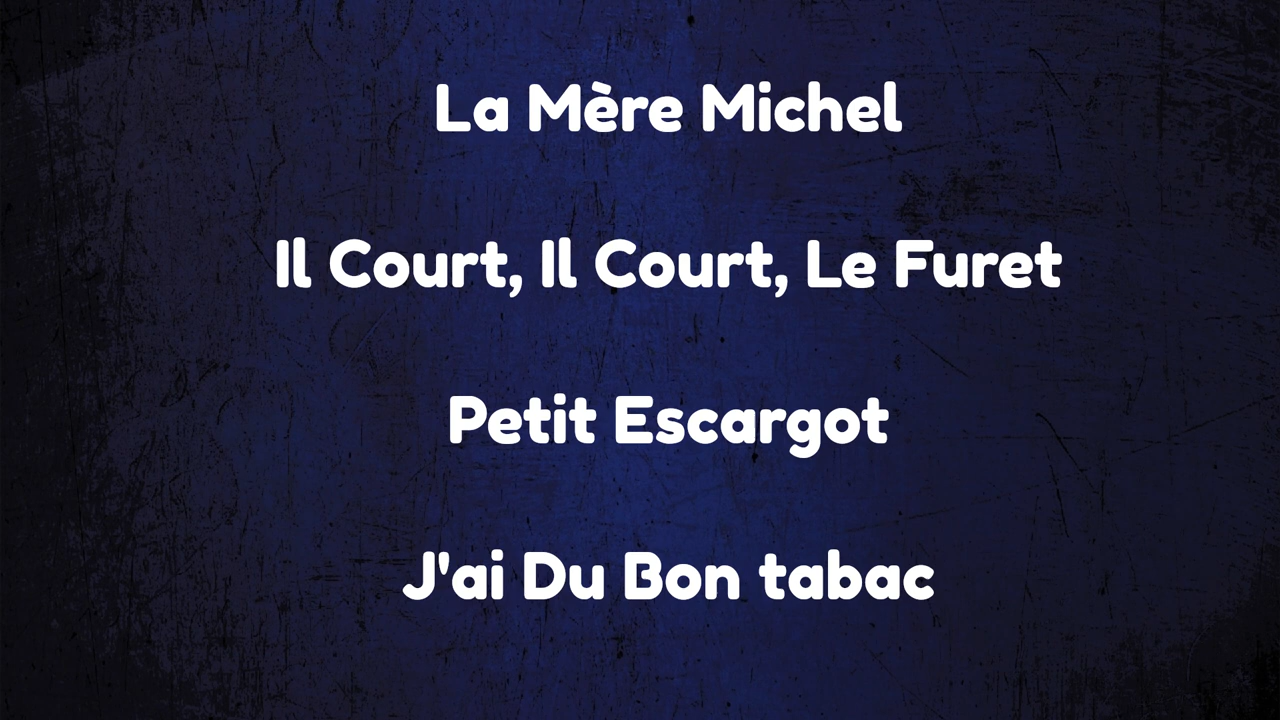 La Mère Michel
Il Court, Il Court, Le Furet
Petit Escargot
J'ai Du Bon tabac